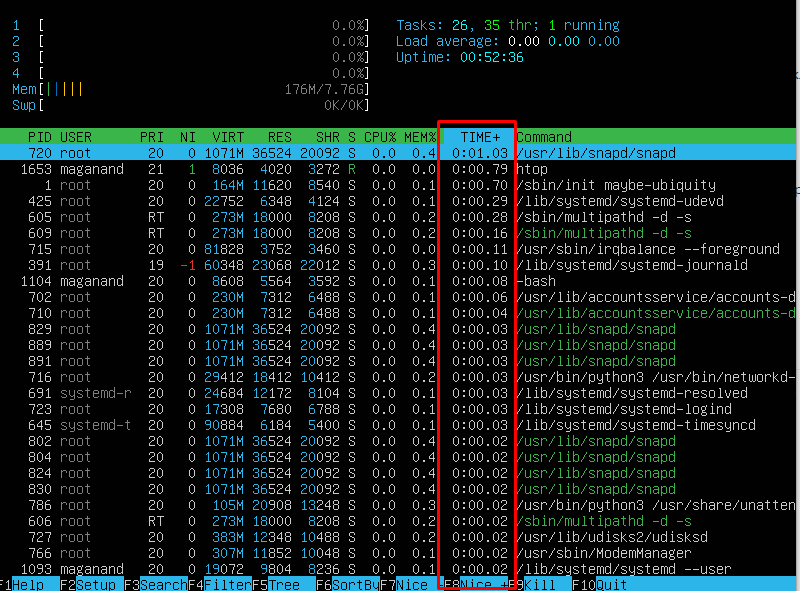 1 [ 0.0%] Tasks: 26, 35 thr; 1 running
2 [ 0.0%] Load average: 0.00 0.00 0.00
3 [ 0.0%] Uptime: 00:52:36
4 [ 0.0%]
Mem[||||| 176M/7.76G]
Swp[ 0K/0K]
PID USER PRI NI VIRT RES SHR S CPU% MEM% TIME+ Command
720 root 20 0 1071M 36524 20092 S 0.0 0.4 0:01.03 /usr/lib/snapd/snapd
1653 maganand 21 1 8036 4020 3272 R 0.0 0.0 0:00.79 htop
1 root 20 0 164M 11620 8540 S 0.0 0.1 0:00.70 /sbin/init maybe-ubiquity
425 root 20 0 22752 6348 4124 S 0.0 0.1 0:00.29 /lib/systemd/systemd-udevd
605 root RT 0 273M 18000 8208 S 0.0 0.2 0:00.28 /sbin/multipathd -d -s
609 root RT 0 273M 18000 8208 S 0.0 0.2 0:00.16 /sbin/multipathd -d -s
715 root 20 0 81828 3752 3460 S 0.0 0.0 0:00.11 /usr/sbin/irqbalance --foreground
391 root 19 -1 60348 23068 22012 S 0.0 0.3 0:00.10 /lib/systemd/systemd-journald
1104 maganand 20 0 8608 5564 3592 S 0.0 0.1 0:00.08 -bash
702 root 20 0 230M 7312 6488 S 0.0 0.1 0:00.06 /usr/lib/accountsservice/accounts-d
710 root 20 0 230M 7312 6488 S 0.0 0.1 0:00.04 /usr/lib/accountsservice/accounts-d
829 root 20 0 1071M 36524 20092 S 0.0 0.4 0:00.03 /usr/lib/snapd/snapd
889 root 20 0 1071M 36524 20092 S 0.0 0.4 0:00.03 /usr/lib/snapd/snapd
891 root 20 0 1071M 36524 20092 S 0.0 0.4 0:00.03 /usr/lib/snapd/snapd
716 root 20 0 29412 18412 10412 S 0.0 0.2 0:00.03 /usr/bin/python3 /usr/bin/networkd-
691 systemd-r 20 0 24684 12172 8104 S 0.0 0.1 0:00.03 /lib/systemd/systemd-resolved
723 root 20 0 17308 7680 6788 S 0.0 0.1 0:00.03 /lib/systemd/systemd-logind
645 systemd-t 20 0 90884 6184 5400 S 0.0 0.1 0:00.03 /lib/systemd/systemd-timesyncd
802 root 20 0 1071M 36524 20092 S 0.0 0.4 0:00.02 /usr/lib/snapd/snapd
804 root 20 0 1071M 36524 20092 S 0.0 0.4 0:00.02 /usr/lib/snapd/snapd
824 root 20 0 1071M 36524 20092 S 0.0 0.4 0:00.02 /usr/lib/snapd/snapd
830 root 20 0 1071M 36524 20092 S 0.0 0.4 0:00.02 /usr/lib/snapd/snapd
786 root 20 0 105M 20908 13248 S 0.0 0.3 0:00.02 /usr/bin/python3 /usr/share/unatten
606 root RT 0 273M 18000 8208 S 0.0 0.2 0:00.02 /sbin/multipathd -d -s
727 root 20 0 383M 12348 10488 S 0.0 0.2 0:00.02 /usr/lib/udisks2/udisksd
766 root 20 0 307M 11852 10048 S 0.0 0.1 0:00.02 /usr/sbin/ModemManager
1093 maganand 20 0 19072 9804 8236 S 0.0 0.1 0:00.02 /lib/systemd/systemd --user
F1Help F2Setup F3SearchF4FilterF5Tree F6SortByF7Nice -F8Nice +F9Kill F10Quit